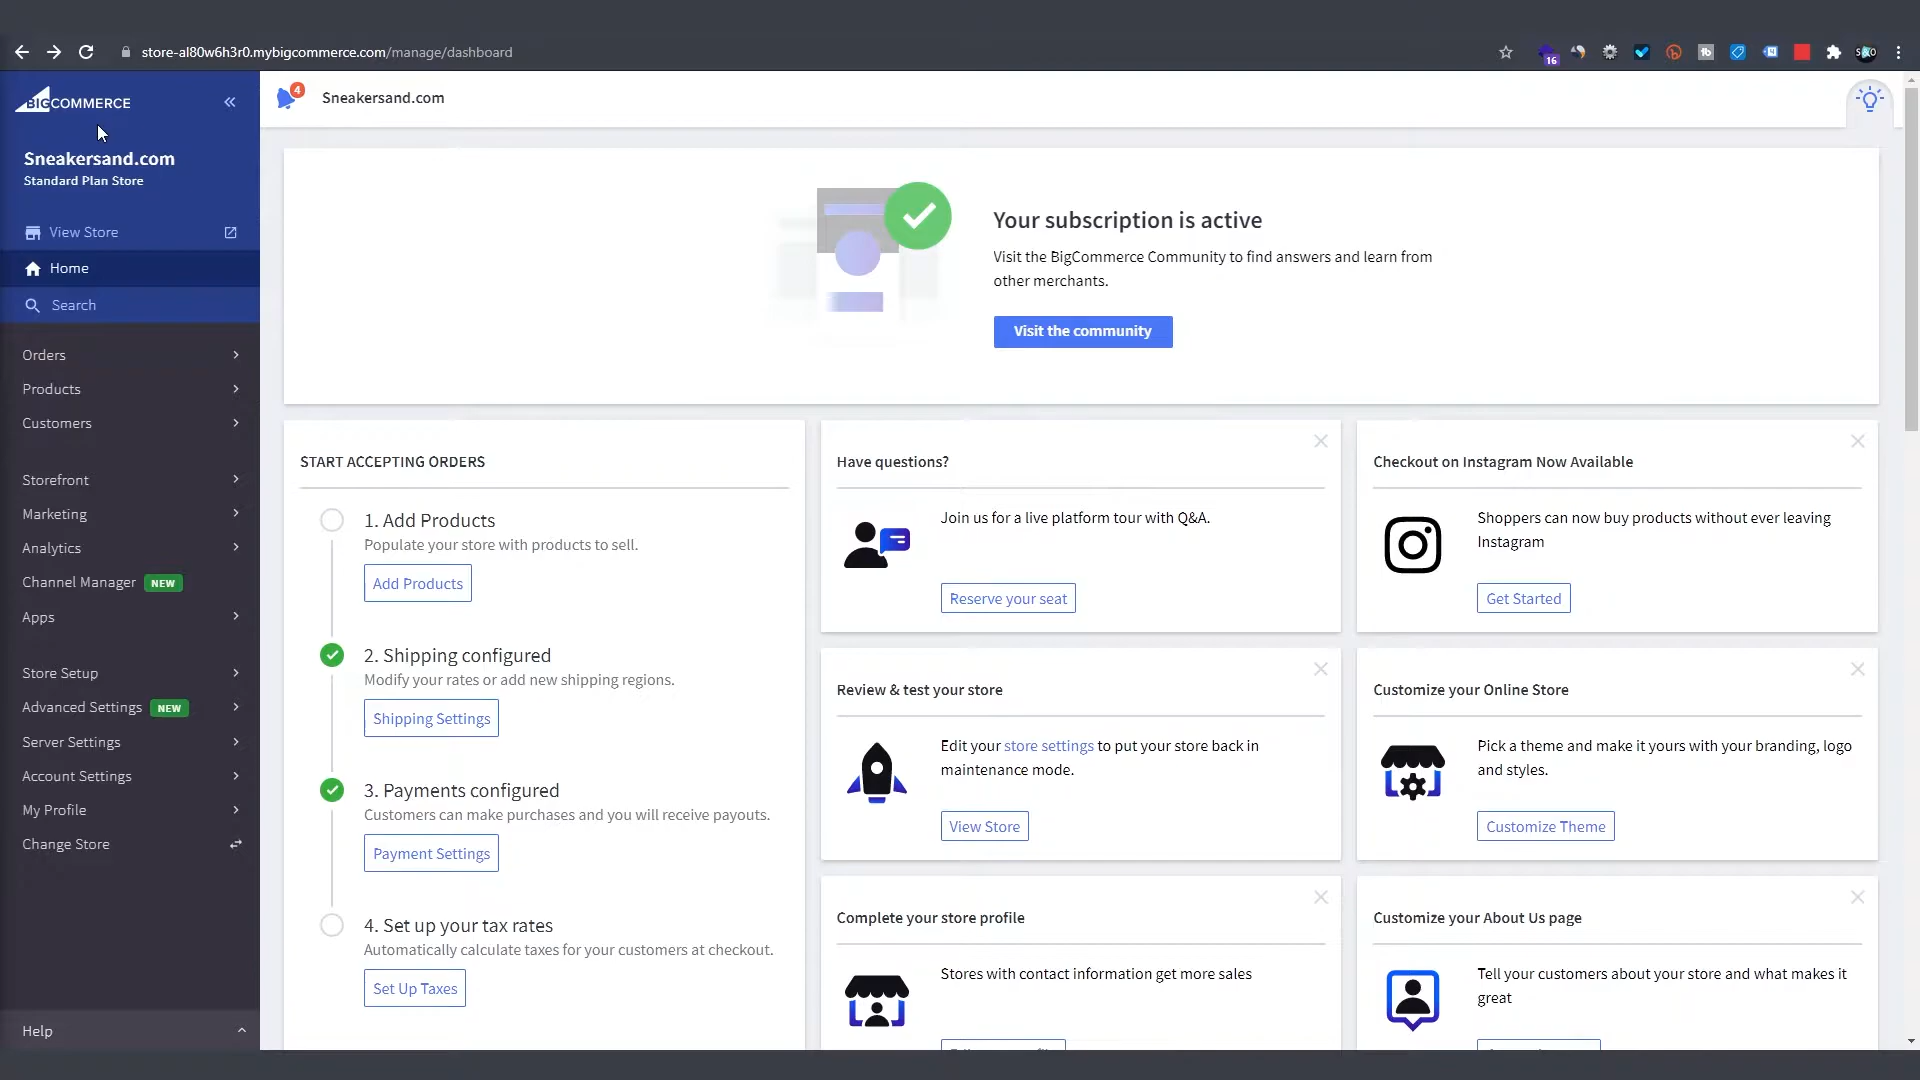 store-al80w6h3r0.mybigcommerce.com/manage/dashboard
16
BIGCOMMERCE
4
Sneakersand.com
Sneakersand.com
Standard Plan Store
View Store
Home
Search
Orders
Products
Customers
Storefront
Marketing
Analytics
Channel Manager NEW
Apps
Store Setup
Advanced Settings NEW
Server Settings
Account Settings
My Profile
Change Store
Help
Your subscription is active
Visit the BigCommerce Community to find answers and learn from
other merchants.
Visit the community
START ACCEPTING ORDERS
1. Add Products
Populate your store with products to sell.
Add Products
2. Shipping configured
Modify your rates or add new shipping regions.
Shipping Settings
3. Payments configured
Customers can make purchases and you will receive payouts.
Payment Settings
4. Set up your tax rates
Automatically calculate taxes for your customers at checkout.
Set Up Taxes
Have questions?
Join us for a live platform tour with Q&A.
Reserve your seat
Checkout on Instagram Now Available
Shoppers can now buy products without ever leaving
Instagram
Get Started
Review & test your store
Edit your store settings to put your store back in
maintenance mode.
View Store
Customize your Online Store
Pick a theme and make it yours with your branding, logo
and styles.
Customize Theme
Complete your store profile
Stores with contact information get more sales
Customize your About Us page
Tell your customers about your store and what makes it
great